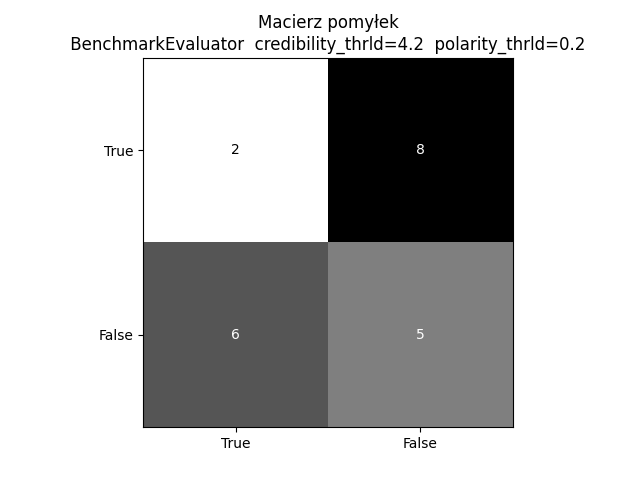 Macierz pomyłek
BenchmarkEvaluator credibility_thrld=4.2 polarity_thrld=0.2
True
2
8
False
6
5
True
False